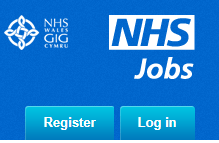 NHS
WALES
GIG
CYMRU
NHS
Jobs
Register
Log in